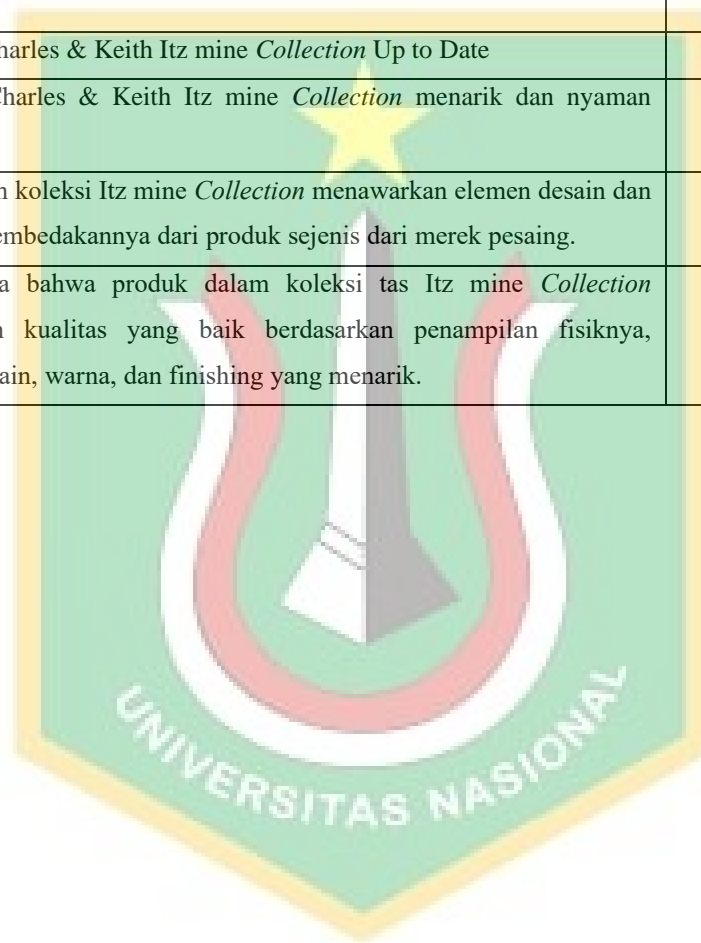 harles & Keith Itz mine Collection Up to Date
Charles & Keith Itz mine Collection menarik dan nyaman
koleksi Itz mine Collection menawarkan elemen desain dan
embedakannya dari produk sejenis dari merek pesaing.
a bahwa produk dalam koleksi tas Itz mine Collection
kualitas yang baik berdasarkan penampilan fisiknya,
ain, warna, dan finishing yang menarik.
UNIVERSITAS NASIONAL